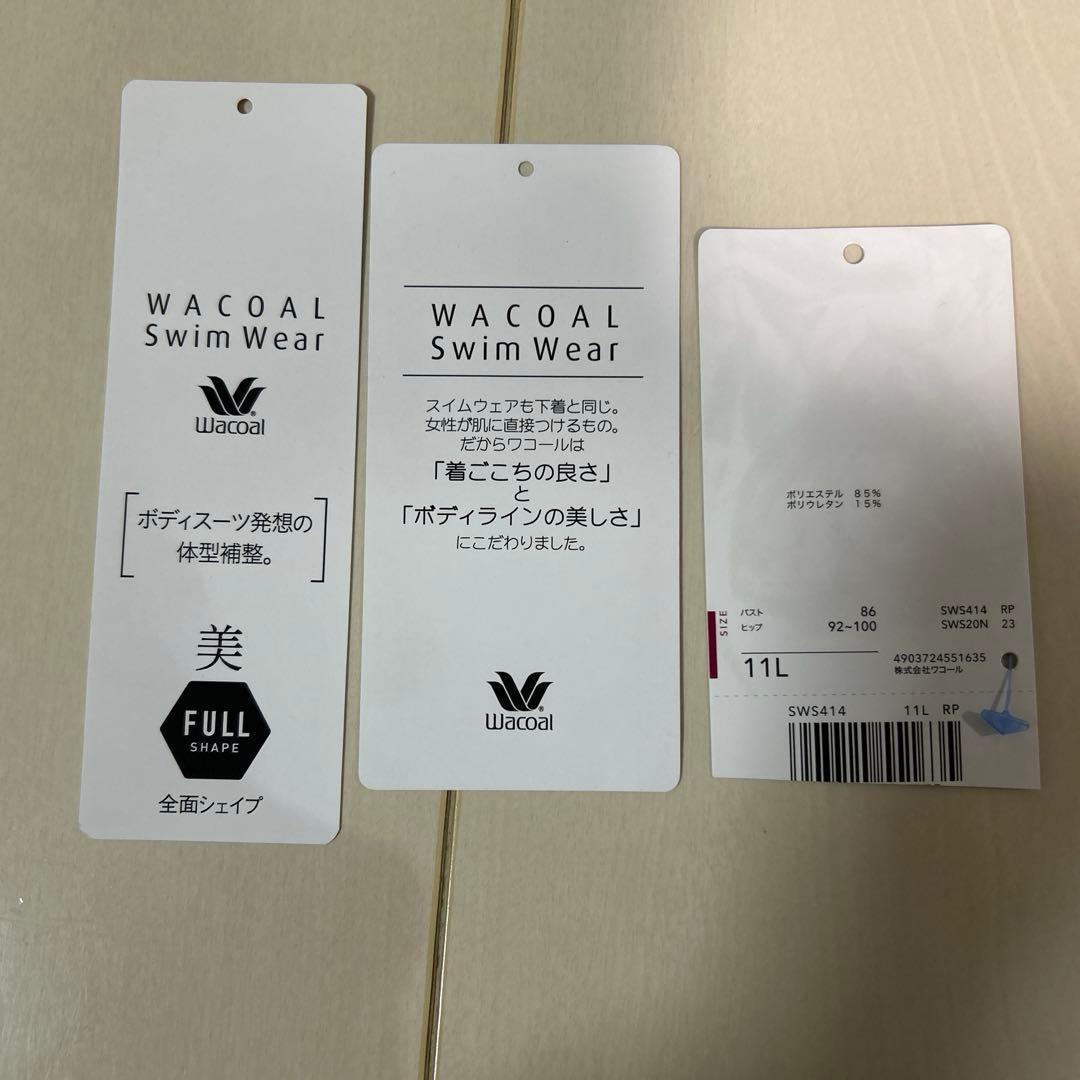 WACOAL
Swim Wear
Wacoal
ボディスーツ発想の
体型補整。
美
FULL
SHAPE
全面シェイプ
WACOAL
Swim Wear
スイムウェアも下着と同じ。
女性が肌に直接つけるもの。
だからワコールは
「着ごこちの良さ」
と
「ボディラインの美しさ」
にこだわりました。
Wacoal
ポリエステル 85%
ポリウレタン 15%
SIZE
バスト 86
ヒップ 92~100
11L
SWS414 RP
SWS20N 23
4903724551635
株式会社ワコール
SWS414 11L RP